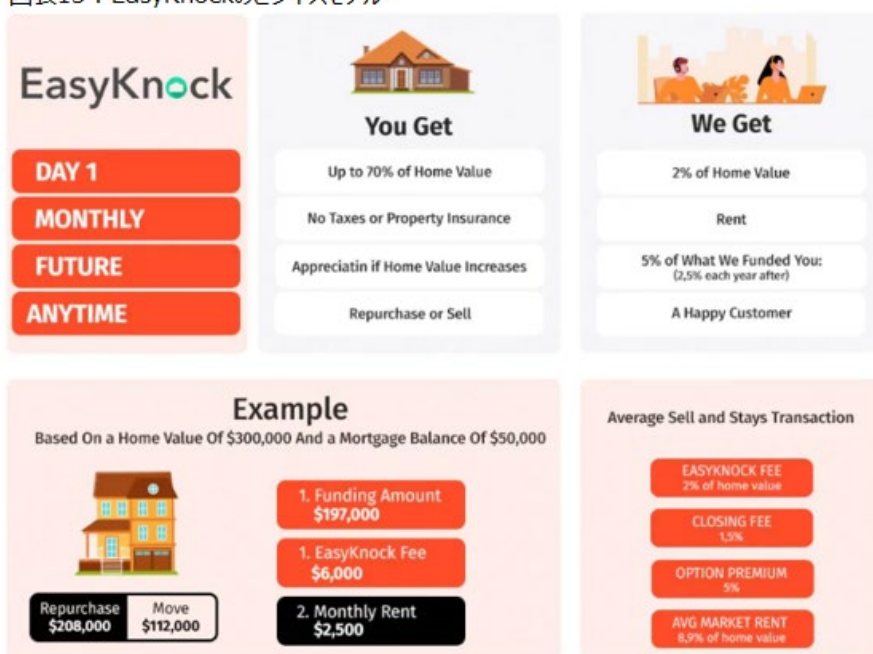 EasyKnock
You Get
We Get
DAY 1
Up to 70% of Home Value
2% of Home Value
MONTHLY
No Taxes or Property Insurance
Rent
FUTURE
Appreciatin if Home Value Increases
5% of What We Funded You:
(2,5% each year after)
ANYTIME
Repurchase or Sell
A Happy Customer
Example
Based On a Home Value Of $300,000 And a Mortgage Balance Of $50,000
1. Funding Amount
$197,000
1. EasyKnock Fee
$6,000
2. Monthly Rent
$2,500
Repurchase
$208,000
Move
$112,000
Average Sell and Stays Transaction
EASYKNOCK FEE
2% of home value
CLOSING FEE
1,5%
OPTION PREMIUM
5%
AVG MARKET RENT
8,9% of home value